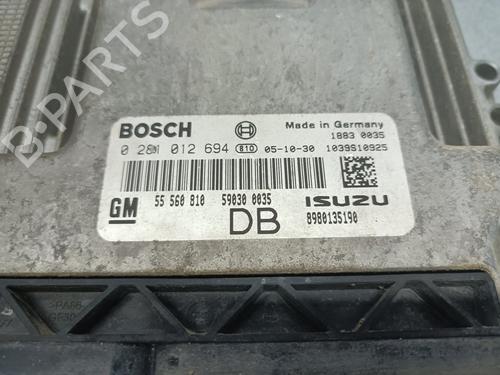 B-PARTS
BOSCH
Made in Germany
1883 0035
0 281 012 694 810 05-10-30 1039S10925
GM 55 560 810 59030 0035 ISUZU
DB 8980135190
B-PARTS